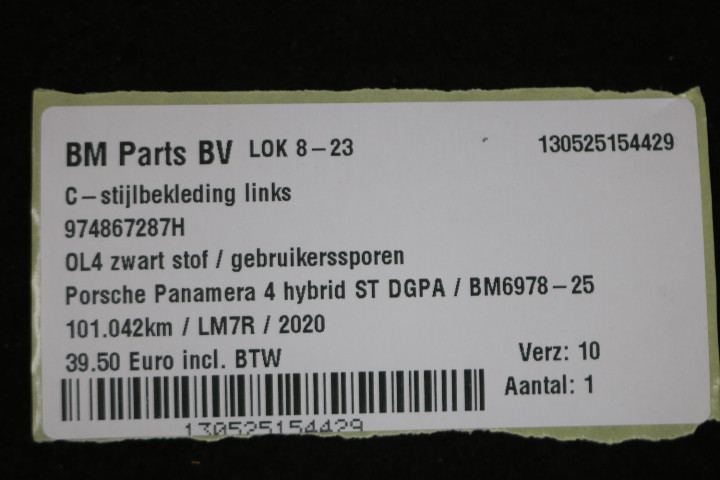 BM Parts BV LOK 8-23 130525154429
C-stijlbekleding links
974867287H
OL4 zwart stof / gebruikerssporen
Porsche Panamera 4 hybrid ST DGPA / BM6978-25
101.042km / LM7R / 2020
39.50 Euro incl. BTW Verz: 10
Aantal: 1
130525154429